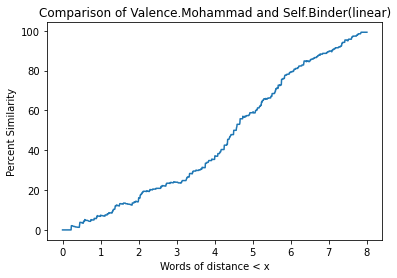 Comparison of Valence.Mohammad and Self.Binder(linear)
100
80
60
40
20
0
Percent Similarity
0 1 2 3 4 5 6 7 8
Words of distance < x